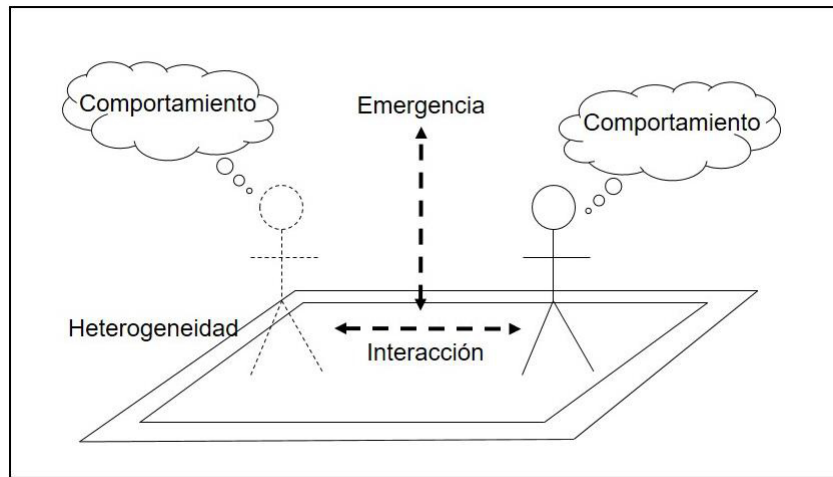 Comportamiento
Emergencia
Comportamiento
Heterogeneidad
Interacción